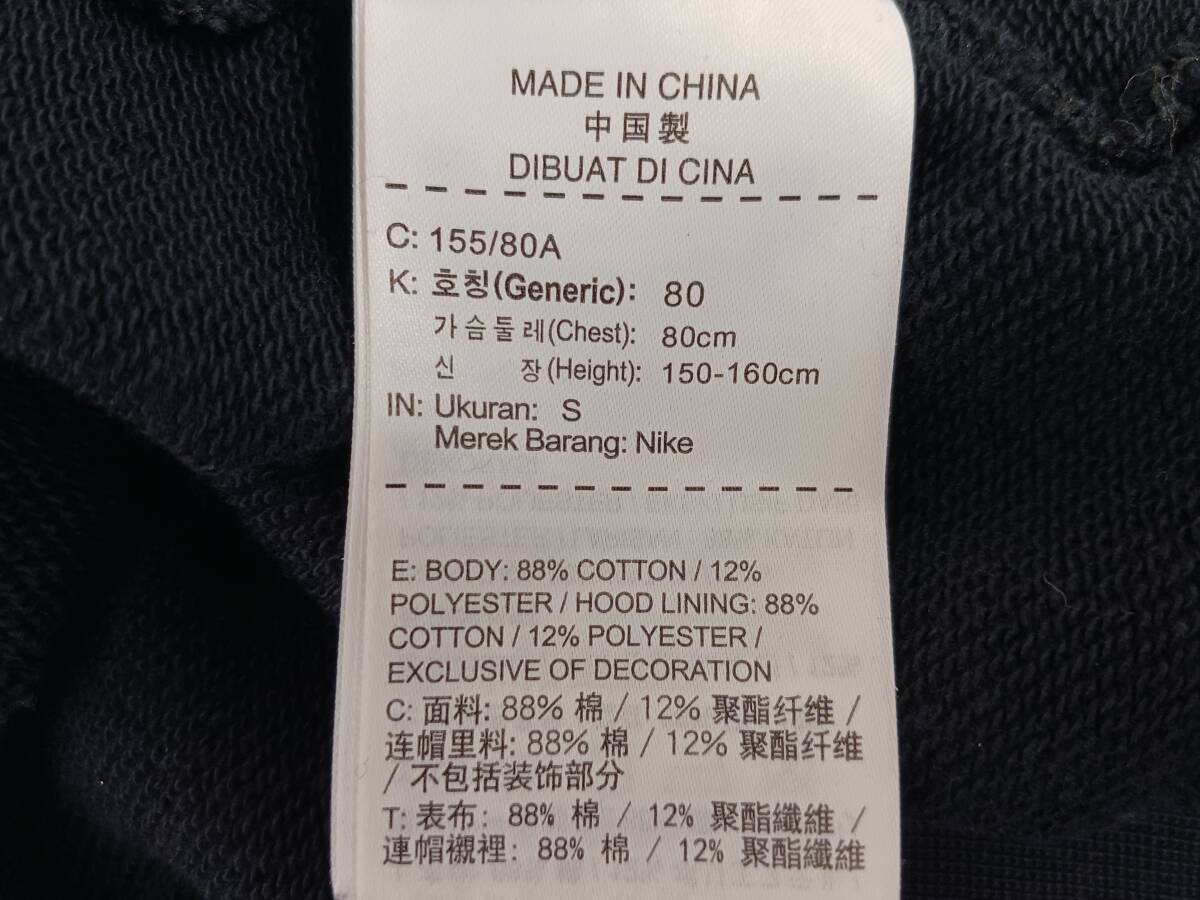 MADE IN CHINA
中国製
DIBUAT DI CINA
C: 155/80A
K: 호칭(Generic): 80
가슴둘레(Chest): 80cm
신 장(Height): 150-160cm
IN: Ukuran: S
Merek Barang: Nike
E: BODY: 88% COTTON / 12%
POLYESTER / HOOD LINING: 88%
COTTON / 12% POLYESTER /
EXCLUSIVE OF DECORATION
C: 面料: 88% 棉 / 12% 聚酯纤维 /
连帽里料: 88% 棉 / 12% 聚酯纤维
/ 不包括装饰部分
T: 表布: 88% 棉 / 12% 聚酯纖維 /
連帽襯裡: 88% 棉 / 12% 聚酯纖維